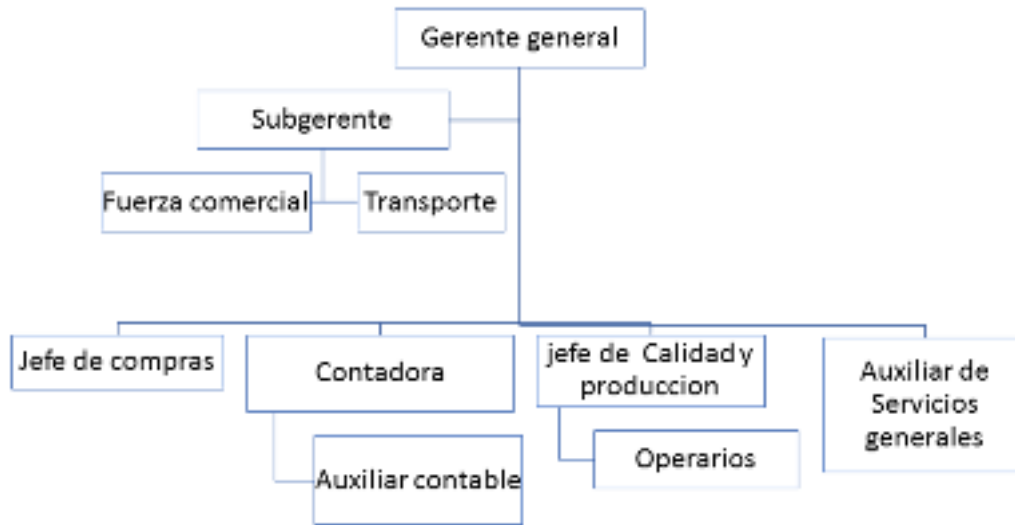 Gerente general
Subgerente
Fuerza comercial
Transporte
Jefe de compras
Contadora
jefe de Calidad y
produccion
Auxiliar de
Servicios
generales
Auxiliar contable
Operarios